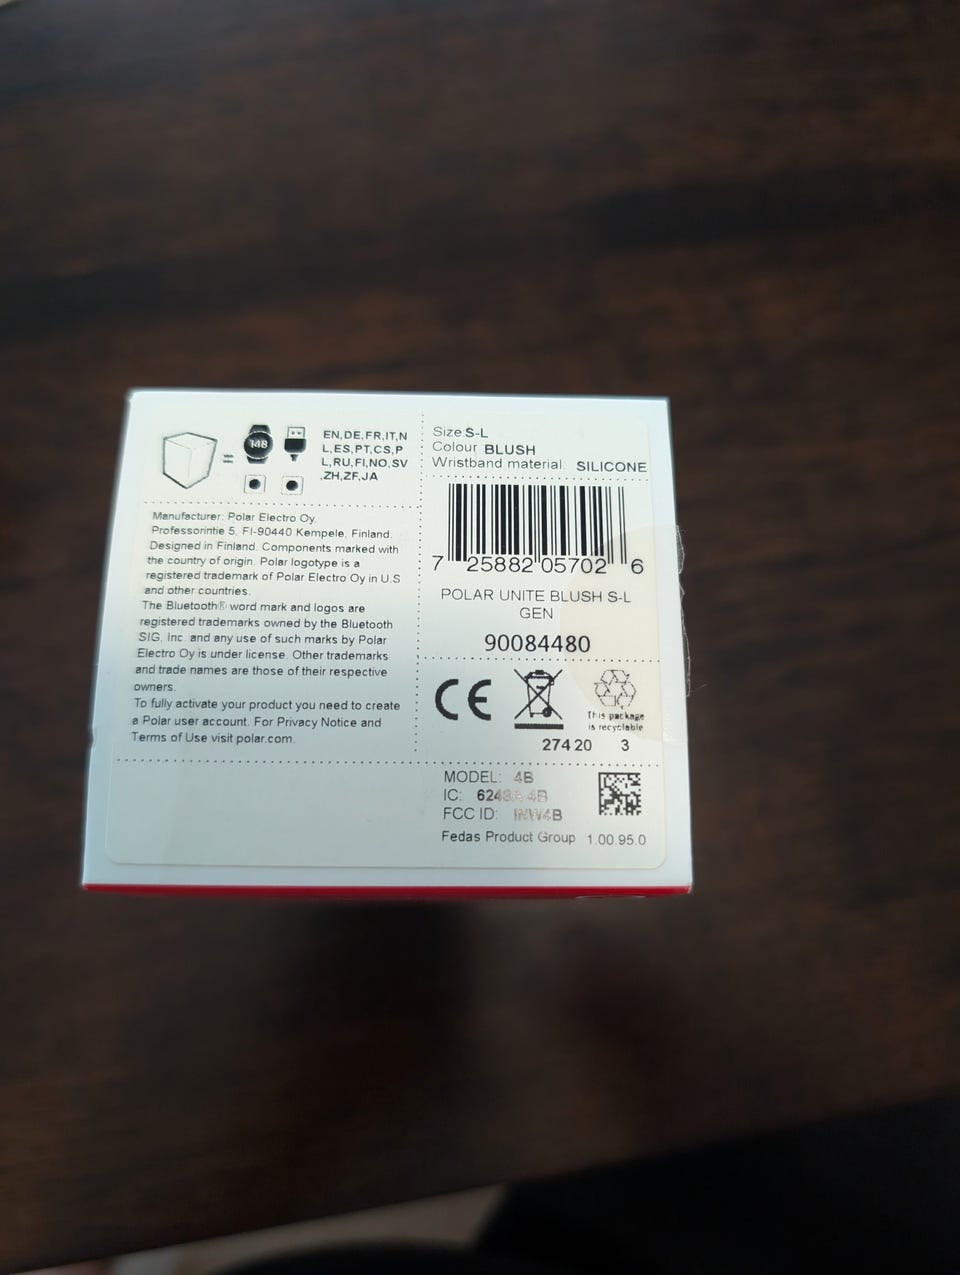 148
EN,DE,FR,IT,N
L,ES,PT,CS,P
L,RU,FI,NO,SV
,ZH,ZF,JA
Manufacturer: Polar Electro Oy,
Professorintie 5, FI-90440 Kempele, Finland.
Designed in Finland. Components marked with
the country of origin. Polar logotype is a
registered trademark of Polar Electro Oy in U.S
and other countries.
The Bluetooth® word mark and logos are
registered trademarks owned by the Bluetooth
SIG, Inc. and any use of such marks by Polar
Electro Oy is under license. Other trademarks
and trade names are those of their respective
owners.
To fully activate your product you need to create
a Polar user account. For Privacy Notice and
Terms of Use visit polar.com.
Size: S-L
Colour BLUSH
Wristband material: SILICONE
7 25882 05702 6
POLAR UNITE BLUSH S-L
GEN
90084480
CE
This package
is recyclable
27420 3
MODEL: 4B
IC: 6248A-4B
FCC ID: INW4B
Fedas Product Group 1.00.95.0